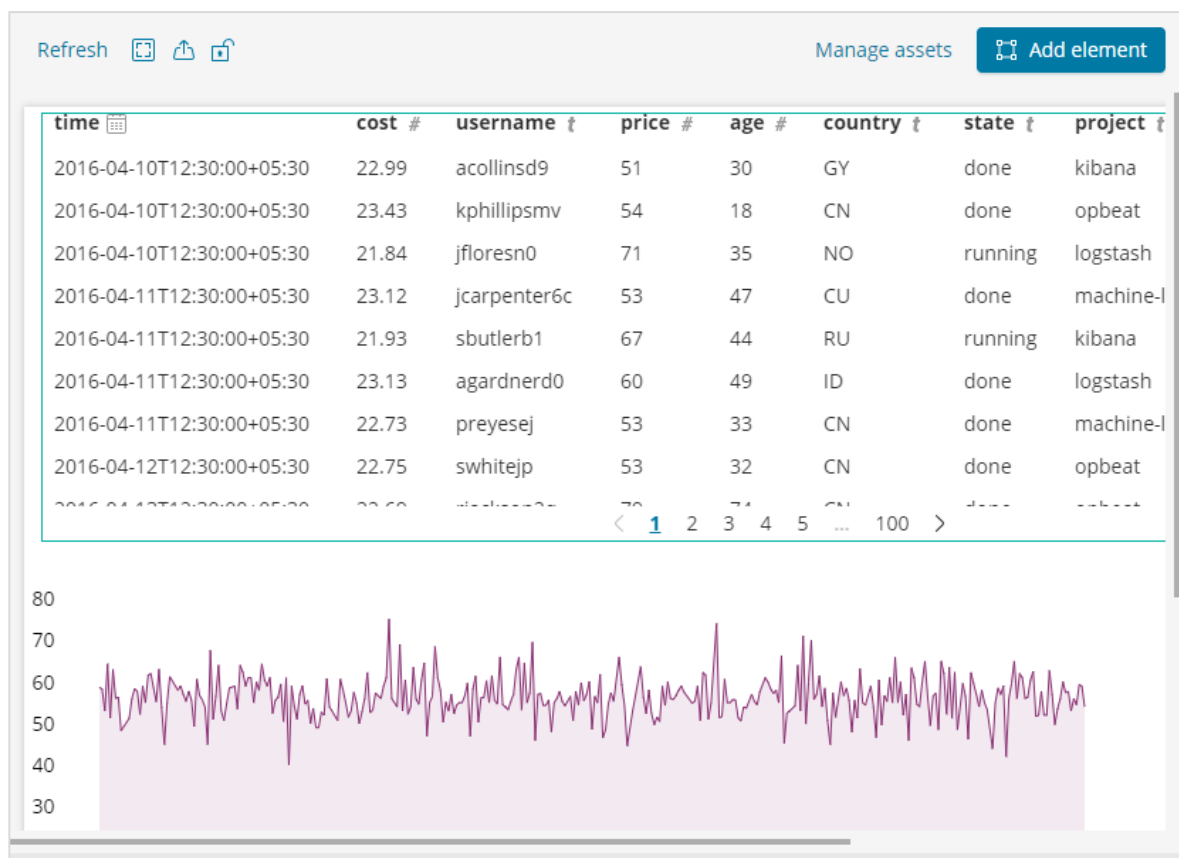 Refresh Manage assets Add element
time cost # username t price # age # country t state t project t
2016-04-10T12:30:00+05:30 22.99 acollinsd9 51 30 GY done kibana
2016-04-10T12:30:00+05:30 23.43 kphillipsmv 54 18 CN done opbeat
2016-04-10T12:30:00+05:30 21.84 jfloresn0 71 35 NO running logstash
2016-04-11T12:30:00+05:30 23.12 jcarpenter6c 53 47 CU done machine-l
2016-04-11T12:30:00+05:30 21.93 sbutlerb1 67 44 RU running kibana
2016-04-11T12:30:00+05:30 23.13 agardnerd0 60 49 ID done logstash
2016-04-11T12:30:00+05:30 22.73 preyesej 53 33 CN done machine-l
2016-04-12T12:30:00+05:30 22.75 swhitejp 53 32 CN done opbeat
1 2 3 4 5 ... 100
80
70
60
50
40
30